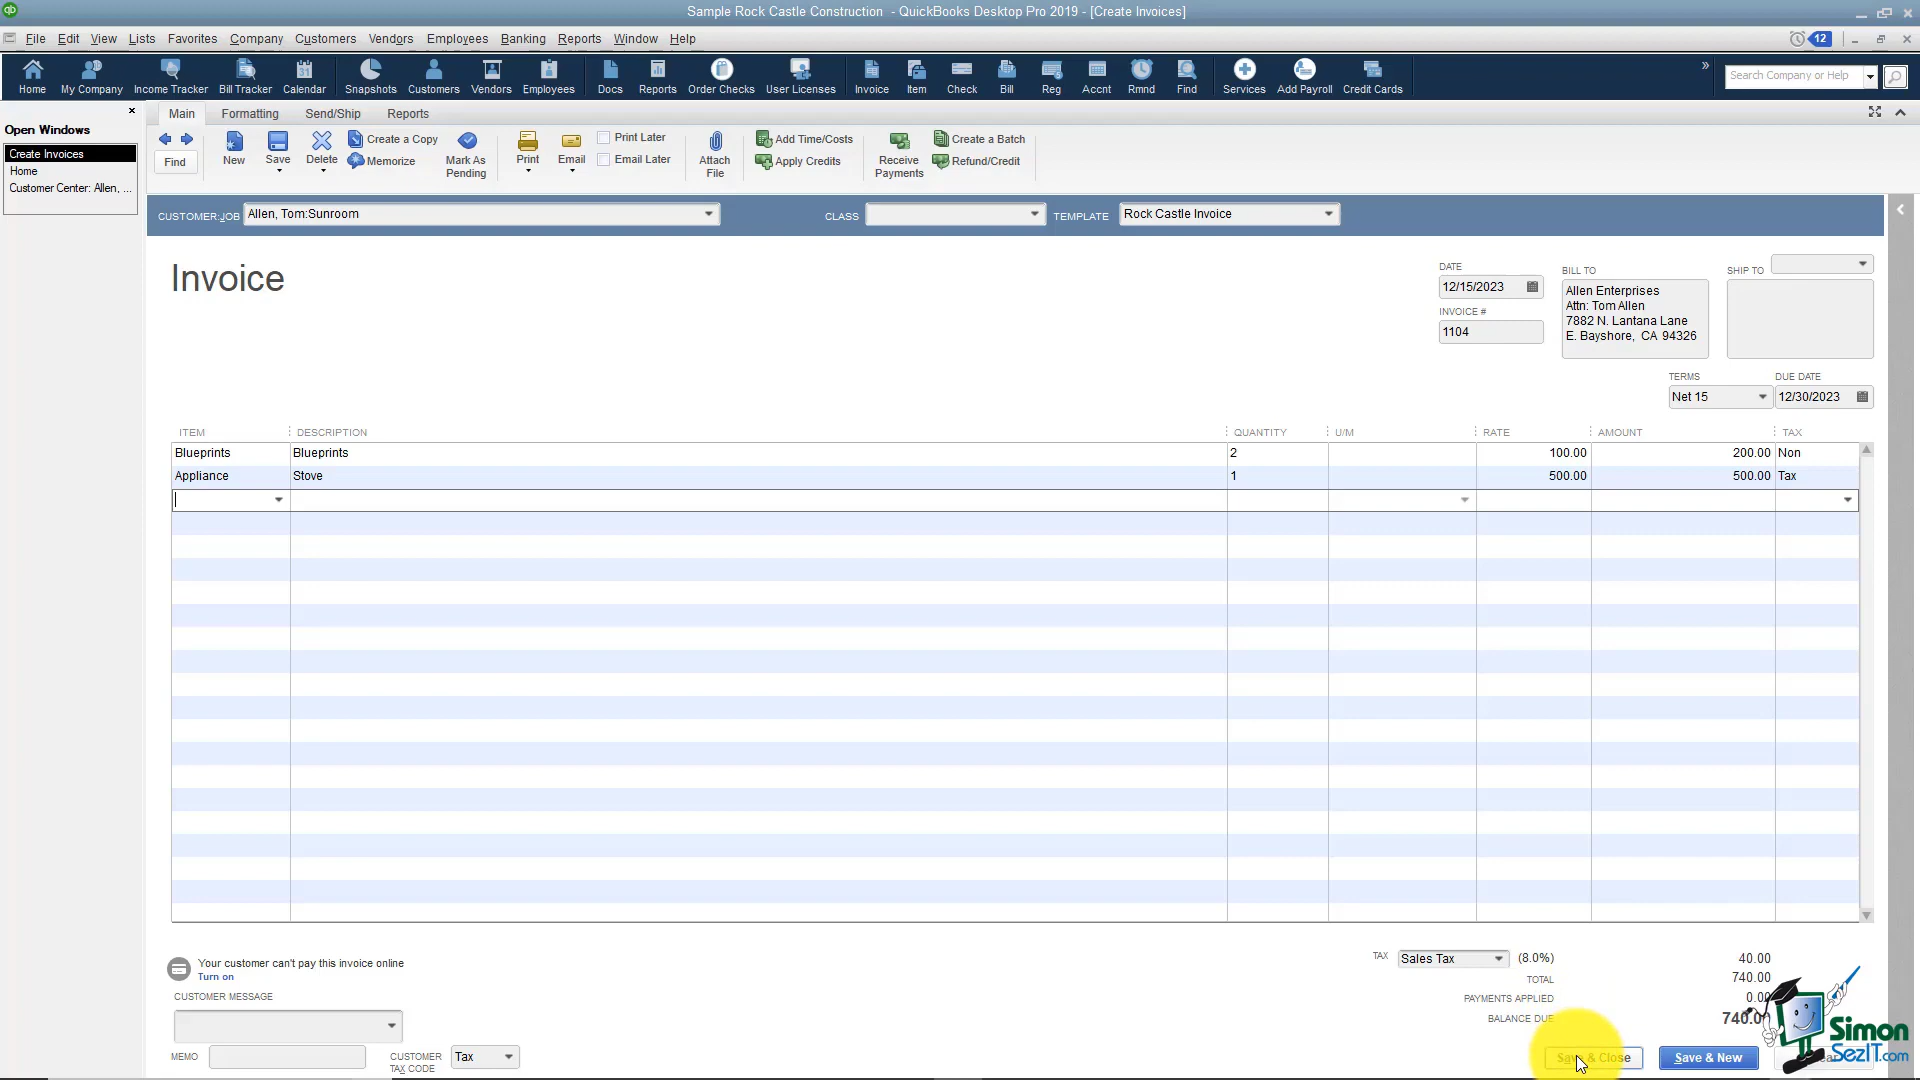 Sample Rock Castle Construction - QuickBooks Desktop Pro 2019 - [Create Invoices]
File Edit View Lists Favorites Company Customers Vendors Employees Banking Reports Window Help
12
Home My Company Income Tracker Bill Tracker Calendar Snapshots Customers Vendors Employees Docs Reports Order Checks User Licenses Invoice Item Check Bill Reg Accnt Rmnd Find Services Add Payroll Credit Cards
Search Company or Help
Open Windows
Create Invoices
Home
Customer Center: Allen, ...
Main Formatting Send/Ship Reports
Find
New
Save
Delete
Create a Copy
Memorize
Mark As
Pending
Print
Email
Print Later
Email Later
Attach
File
Add Time/Costs
Apply Credits
Receive
Payments
Create a Batch
Refund/Credit
CUSTOMER:JOB Allen, Tom:Sunroom CLASS TEMPLATE Rock Castle Invoice
Invoice
DATE
12/15/2023
INVOICE #
1104
BILL TO
Allen Enterprises
Attn: Tom Allen
7882 N. Lantana Lane
E. Bayshore, CA 94326
SHIP TO
TERMS
Net 15
DUE DATE
12/30/2023
ITEM DESCRIPTION QUANTITY U/M RATE AMOUNT TAX
Blueprints Blueprints 2 100.00 200.00 Non
Appliance Stove 1 500.00 500.00 Tax
Your customer can't pay this invoice online
Turn on
CUSTOMER MESSAGE
MEMO
CUSTOMER
TAX CODE
Tax
TAX Sales Tax (8.0%) 40.00
TOTAL 740.00
PAYMENTS APPLIED 0.00
BALANCE DUE 740.00
Save & Close
Save & New
Simon
SezIT.com